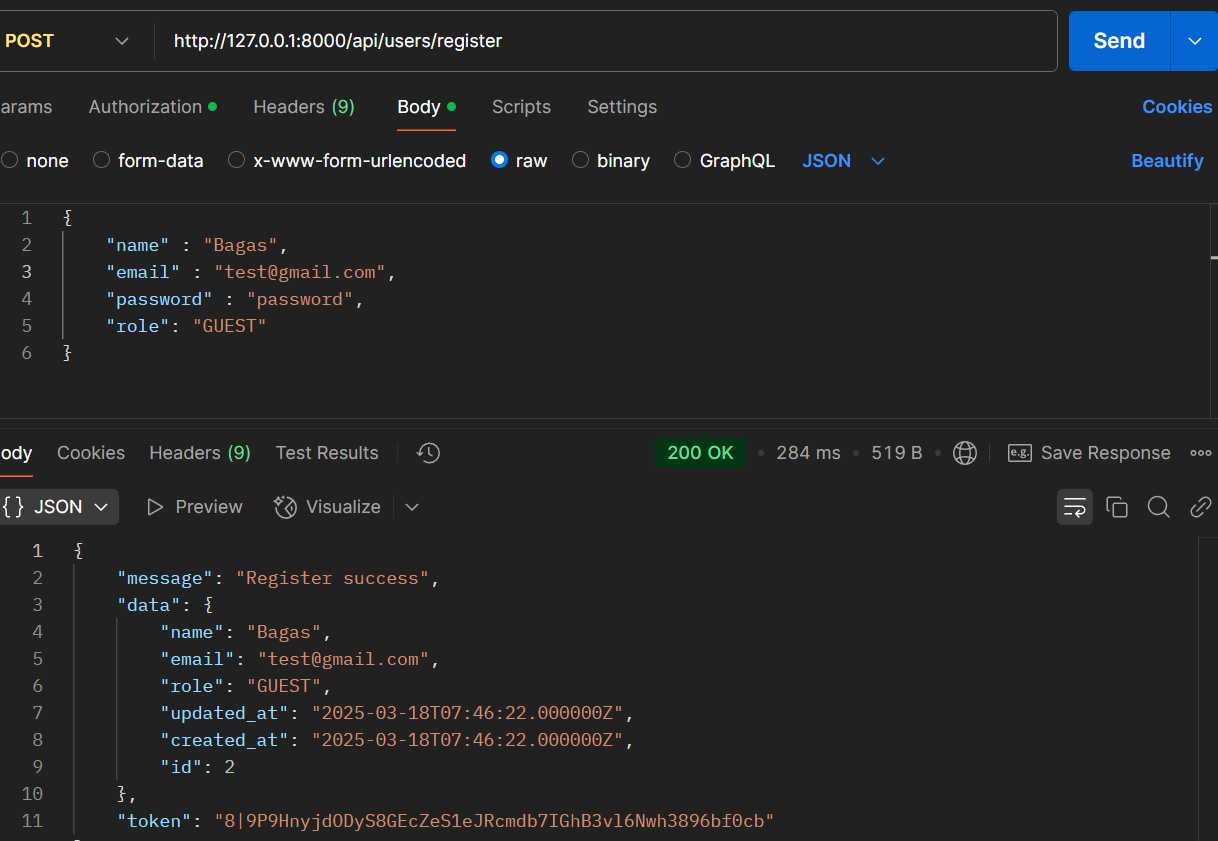 POST http://127.0.0.1:8000/api/users/register Send
arams Authorization Headers (9) Body Scripts Settings Cookies
none form-data x-www-form-urlencoded raw binary GraphQL JSON Beautify
1 {
2 "name" : "Bagas",
3 "email" : "test@gmail.com",
4 "password" : "password",
5 "role": "GUEST"
6 }
ody Cookies Headers (9) Test Results 200 OK • 284 ms • 519 B • e.g. Save Response
{} JSON Preview Visualize
1 {
2 "message": "Register success",
3 "data": {
4 "name": "Bagas",
5 "email": "test@gmail.com",
6 "role": "GUEST",
7 "updated_at": "2025-03-18T07:46:22.000000Z",
8 "created_at": "2025-03-18T07:46:22.000000Z",
9 "id": 2
10 },
11 "token": "8|9P9HnyjdODyS8GEcZeS1eJRcmdb7IGhB3vl6Nwh3896bf0cb"